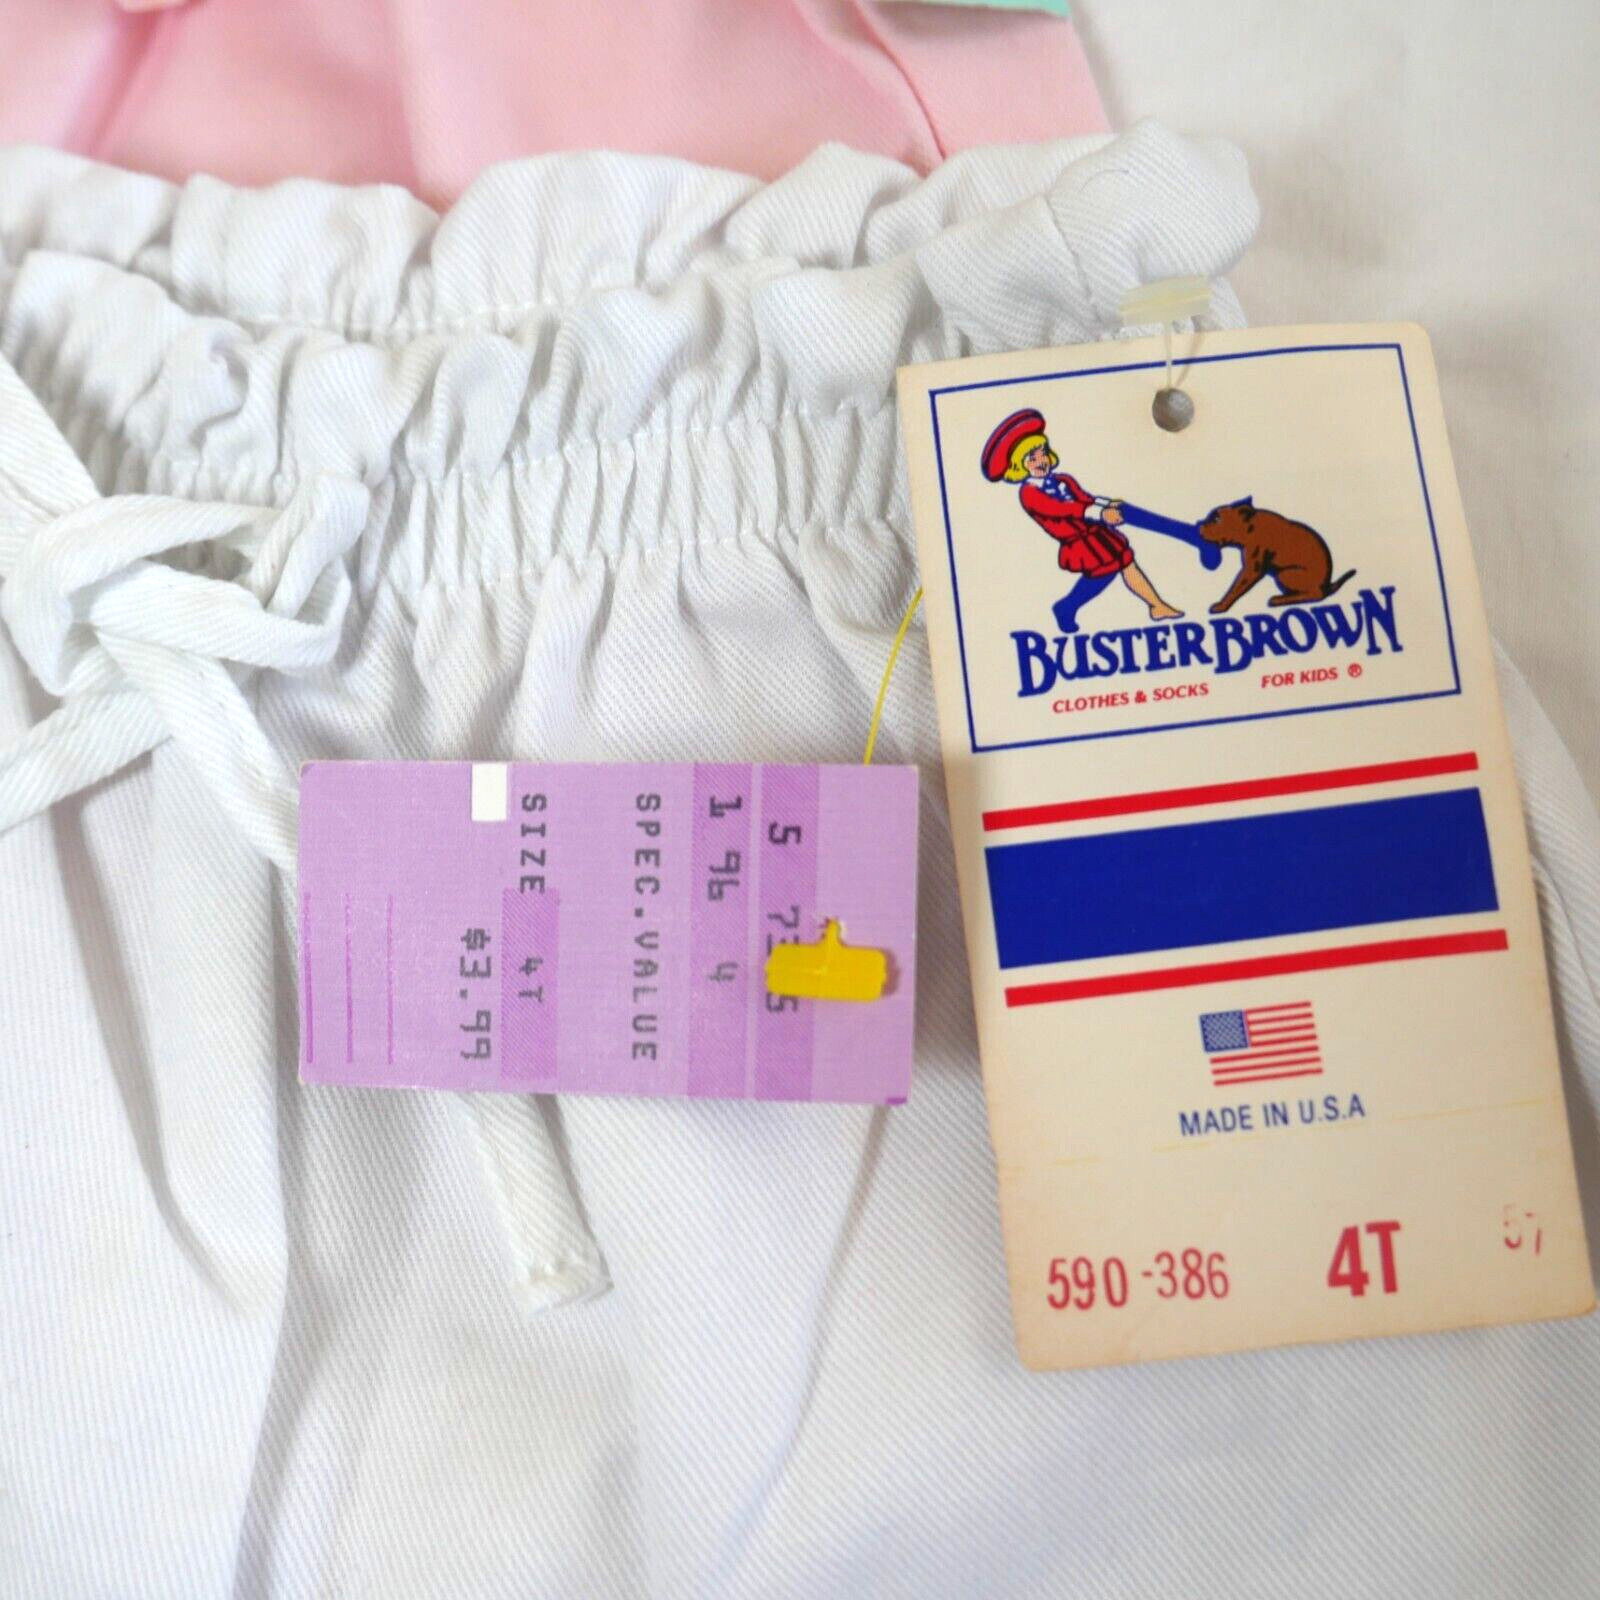 BUSTER BROWN
CLOTHES & SOCKS FOR KIDS ®
MADE IN U.S.A
590-386 4T 57
5
1 96 4
SPEC.VALUE
SIZE 4T
$3.99